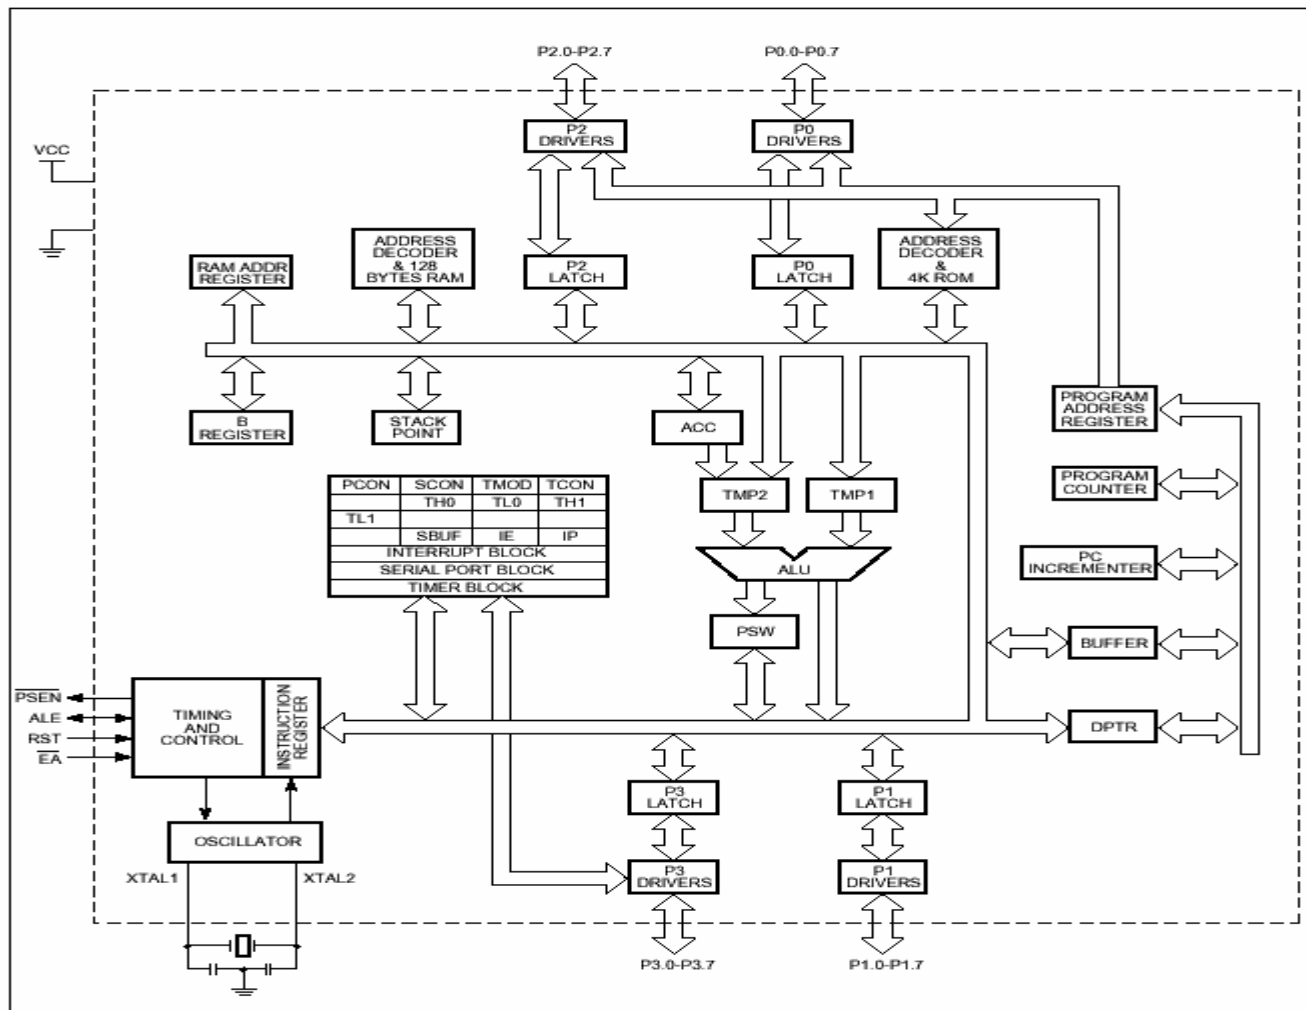 P2.0-P2.7
P0.0-P0.7
P2
DRIVERS
P0
DRIVERS
VCC
RAM ADDR
REGISTER
ADDRESS
DECODER
& 128
BYTES RAM
P2
LATCH
P0
LATCH
ADDRESS
DECODER
&
4K ROM
B
REGISTER
STACK
POINT
ACC
PROGRAM
ADDRESS
REGISTER
PCON SCON TMOD TCON
TH0 TL0 TH1
TL1
SBUF IE IP
INTERRUPT BLOCK
SERIAL PORT BLOCK
TIMER BLOCK
TMP2
TMP1
PROGRAM
COUNTER
ALU
PC
INCREMENTER
PSW
BUFFER
PSEN
ALE
RST
EA
TIMING
AND
CONTROL
INSTRUCTION
REGISTER
DPTR
P3
LATCH
P1
LATCH
OSCILLATOR
XTAL1
XTAL2
P3
DRIVERS
P1
DRIVERS
P3.0-P3.7
P1.0-P1.7